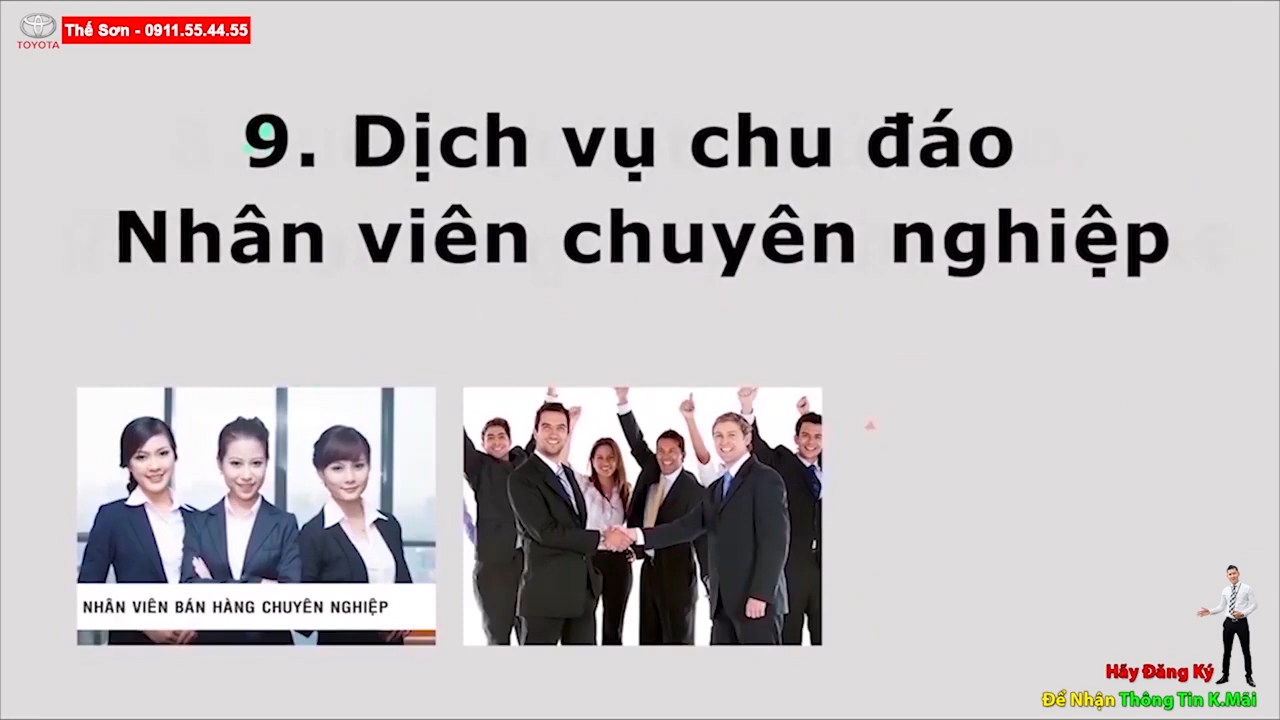 TOYOTA
Thế Sơn - 0911.55.44.55
9. Dịch vụ chu đáo
Nhân viên chuyên nghiệp
NHÂN VIÊN BÁN HÀNG CHUYÊN NGHIỆP
Hãy Đăng Ký
Để Nhận Thông Tin K.Mãi